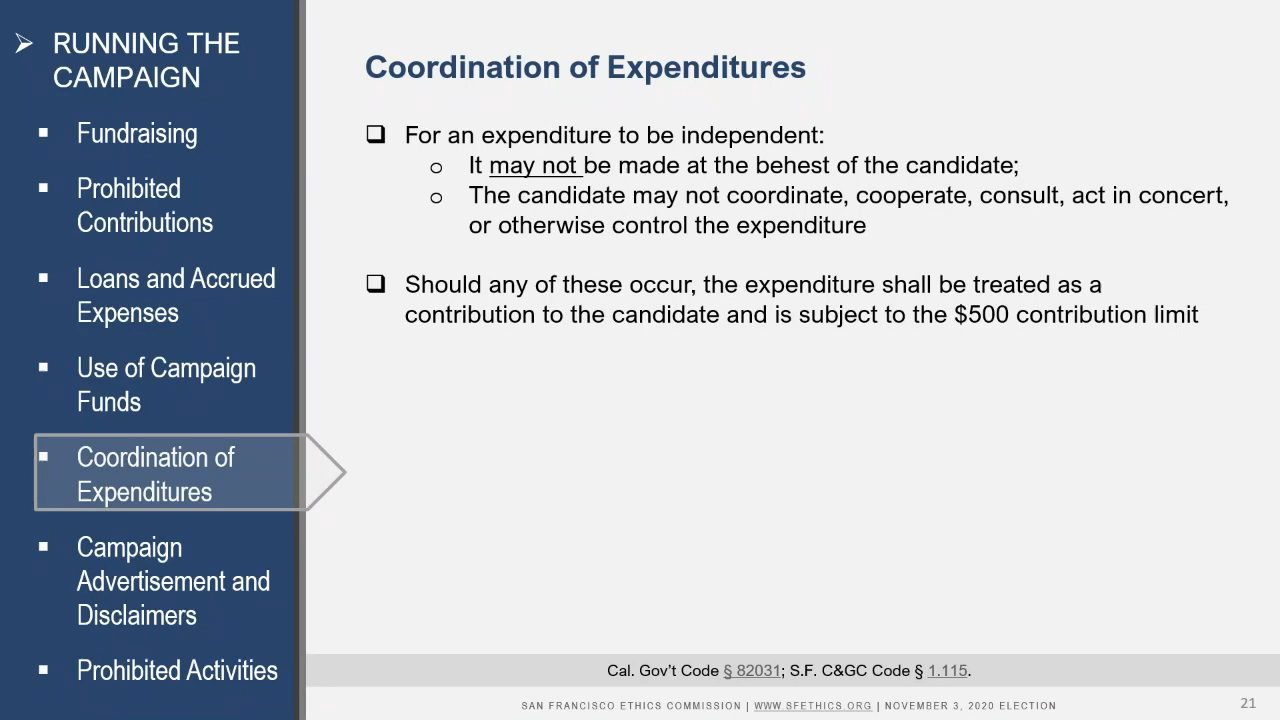 RUNNING THE
CAMPAIGN
Fundraising
Prohibited
Contributions
Loans and Accrued
Expenses
Use of Campaign
Funds
Coordination of
Expenditures
Campaign
Advertisement and
Disclaimers
Prohibited Activities
Coordination of Expenditures
For an expenditure to be independent:
It may not be made at the behest of the candidate;
The candidate may not coordinate, cooperate, consult, act in concert,
or otherwise control the expenditure
Should any of these occur, the expenditure shall be treated as a
contribution to the candidate and is subject to the $500 contribution limit
Cal. Gov't Code § 82031; S.F. C&GC Code § 1.115.
SAN FRANCISCO ETHICS COMMISSION | WWW.SFETHICS.ORG | NOVEMBER 3, 2020 ELECTION
21